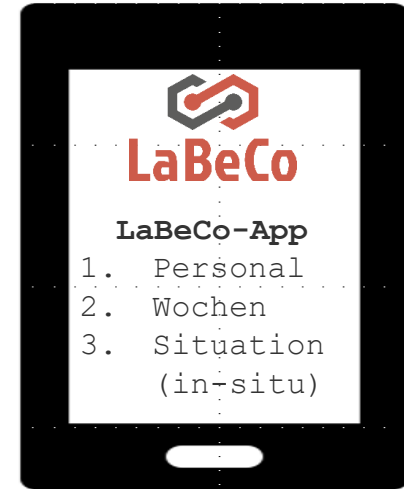 LaBeCo
LaBeCo-App
1. Personal
2. Wochen
3. Situation
(in-situ)